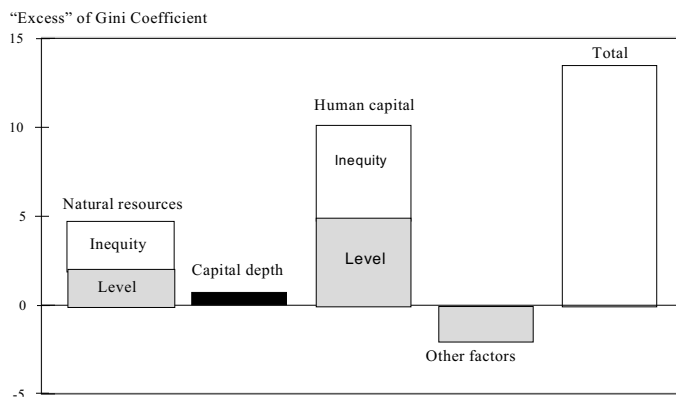 “Excess” of Gini Coefficient
15
Total
Human capital
10
Inequity
Natural resources
5
Inequity
Level
Capital depth
Level
0
Other factors
-5